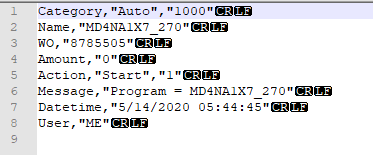 1 Category,"Auto","1000"CRLF
2 Name,"MD4NA1X7_270"CRLF
3 WO,"8785505"CRLF
4 Amount,"0"CRLF
5 Action,"Start","1"CRLF
6 Message,"Program = MD4NA1X7_270"CRLF
7 Datetime,"5/14/2020 05:44:45"CRLF
8 User,"ME"CRLF
9